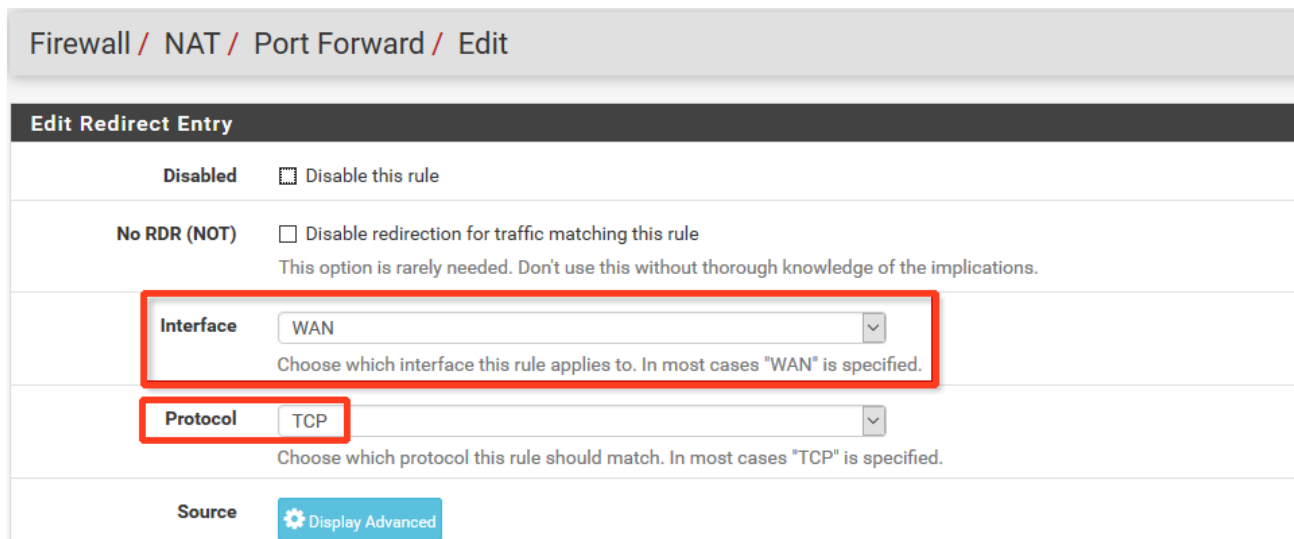 Firewall / NAT / Port Forward / Edit
Edit Redirect Entry
Disabled Disable this rule
No RDR (NOT) Disable redirection for traffic matching this rule
This option is rarely needed. Don't use this without thorough knowledge of the implications.
Interface WAN
Choose which interface this rule applies to. In most cases "WAN" is specified.
Protocol TCP
Choose which protocol this rule should match. In most cases "TCP" is specified.
Source Display Advanced